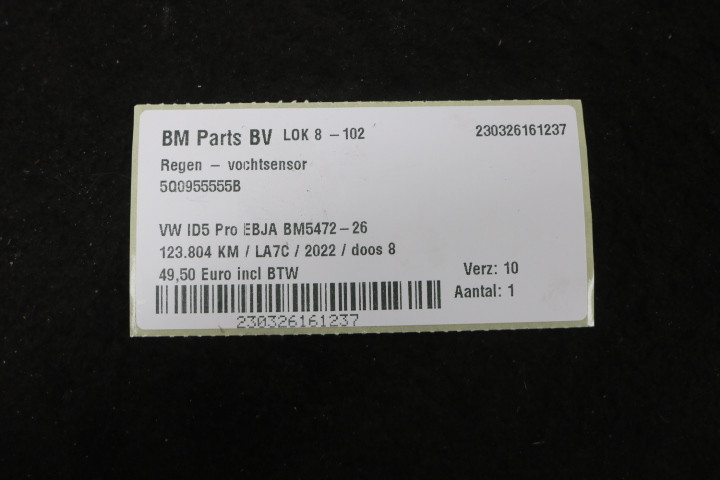 BM Parts BV LOK 8 - 102 230326161237
Regen - vochtsensor
5Q0955555B
VW ID5 Pro EBJA BM5472-26
123.804 KM / LA7C / 2022 / doos 8
49,50 Euro incl BTW Verz: 10
Aantal: 1
230326161237